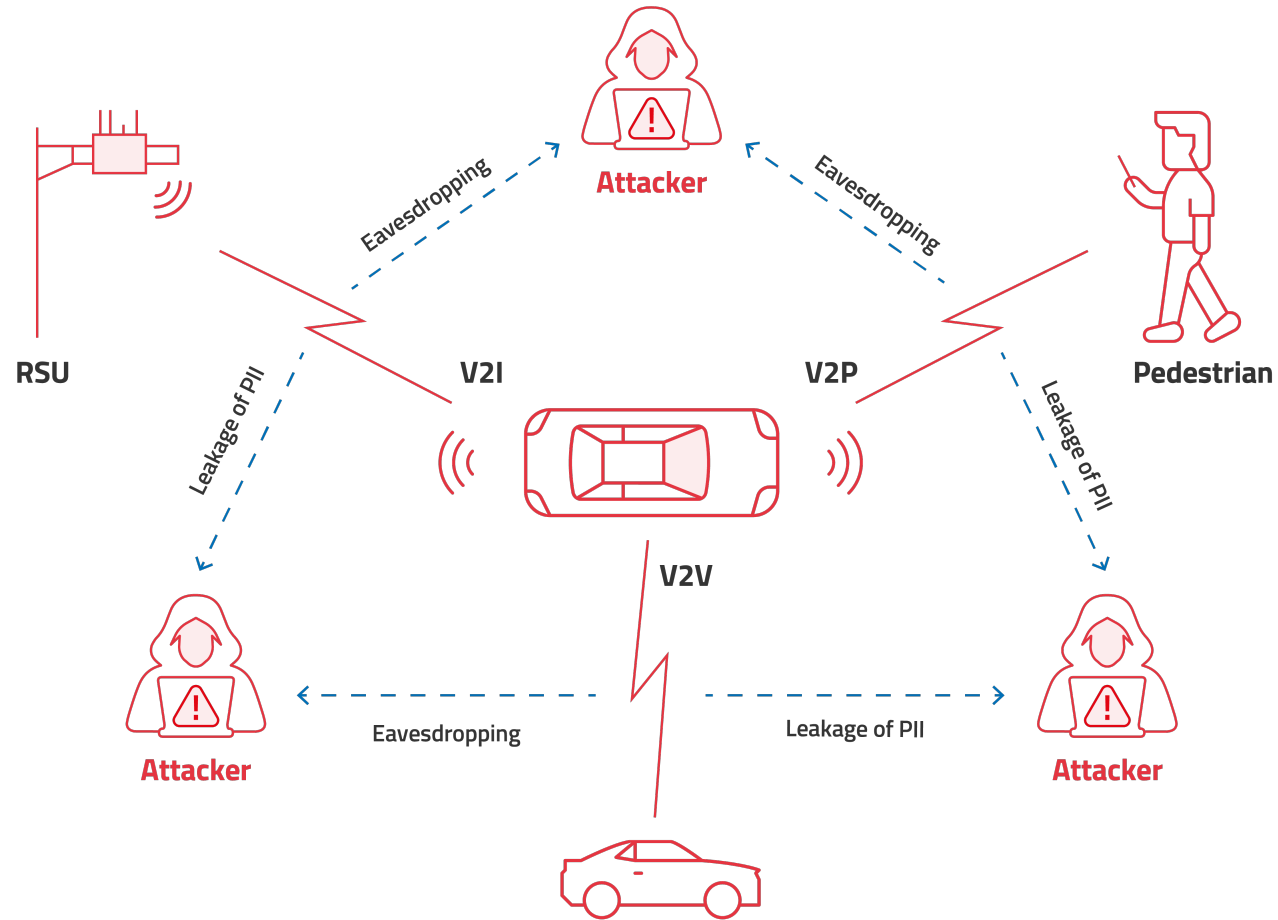 Attacker
Eavesdropping
Eavesdropping
RSU
V2I
V2P
Pedestrian
Leakage of PII
Leakage of PII
V2V
Eavesdropping
Leakage of PII
Attacker
Attacker